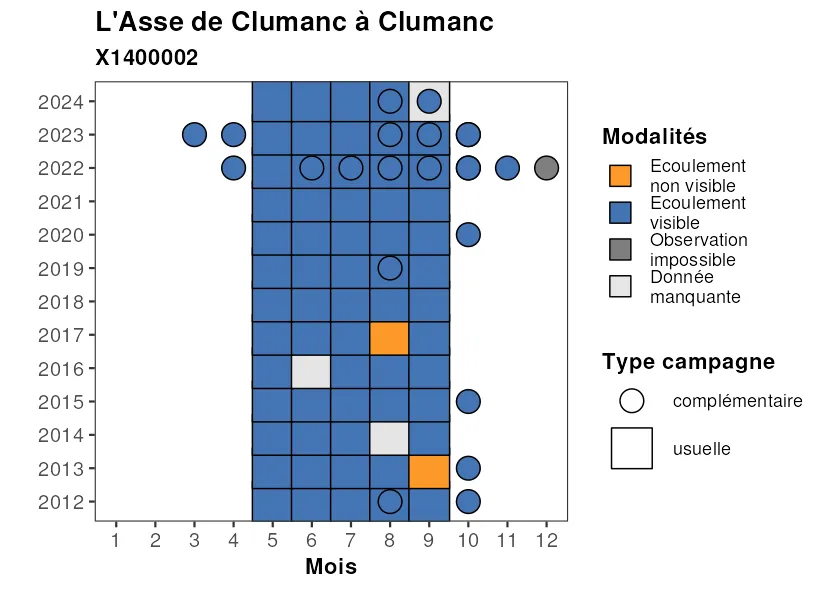 L'Asse de Clumanc à Clumanc
X1400002
2024
2023
2022
2021
2020
2019
2018
2017
2016
2015
2014
2013
2012
1 2 3 4 5 6 7 8 9 10 11 12
Mois
Modalités
Ecoulement
non visible
Ecoulement
visible
Observation
impossible
Donnée
manquante
Type campagne
complémentaire
usuelle